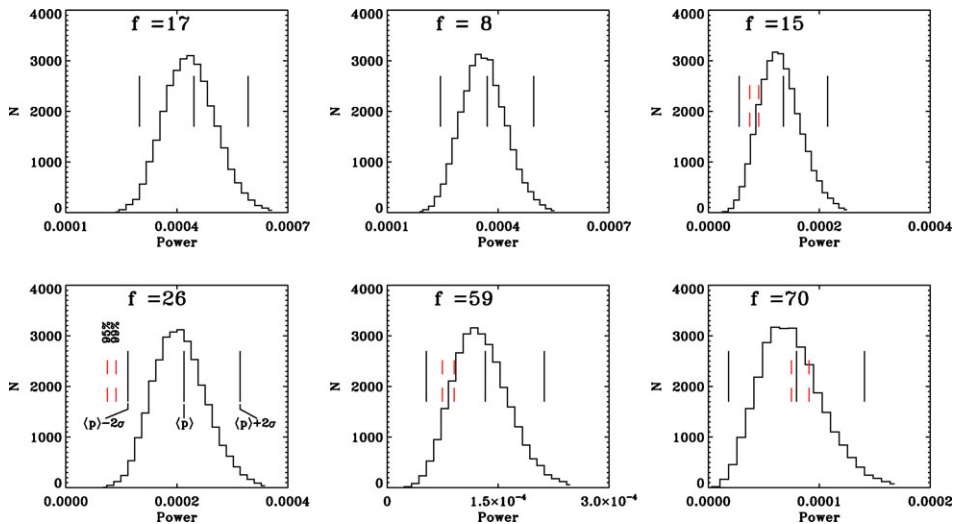 f =17
4000
3000
2000
1000
0
N
0.0001 0.0004 0.0007
Power
f = 8
4000
3000
2000
1000
0
N
0.0001 0.0004 0.0007
Power
f =15
4000
3000
2000
1000
0
N
0.0000 0.0002 0.0004
Power
f =26
4000
3000
2000
1000
0
N
95%
99%
⟨p⟩−2σ ⟨p⟩ ⟨p⟩+2σ
0.0000 0.0002 0.0004
Power
f =59
4000
3000
2000
1000
0
N
0 1.5×10⁻⁴ 3.0×10⁻⁴
Power
f =70
4000
3000
2000
1000
0
N
0.0000 0.0001 0.0002
Power